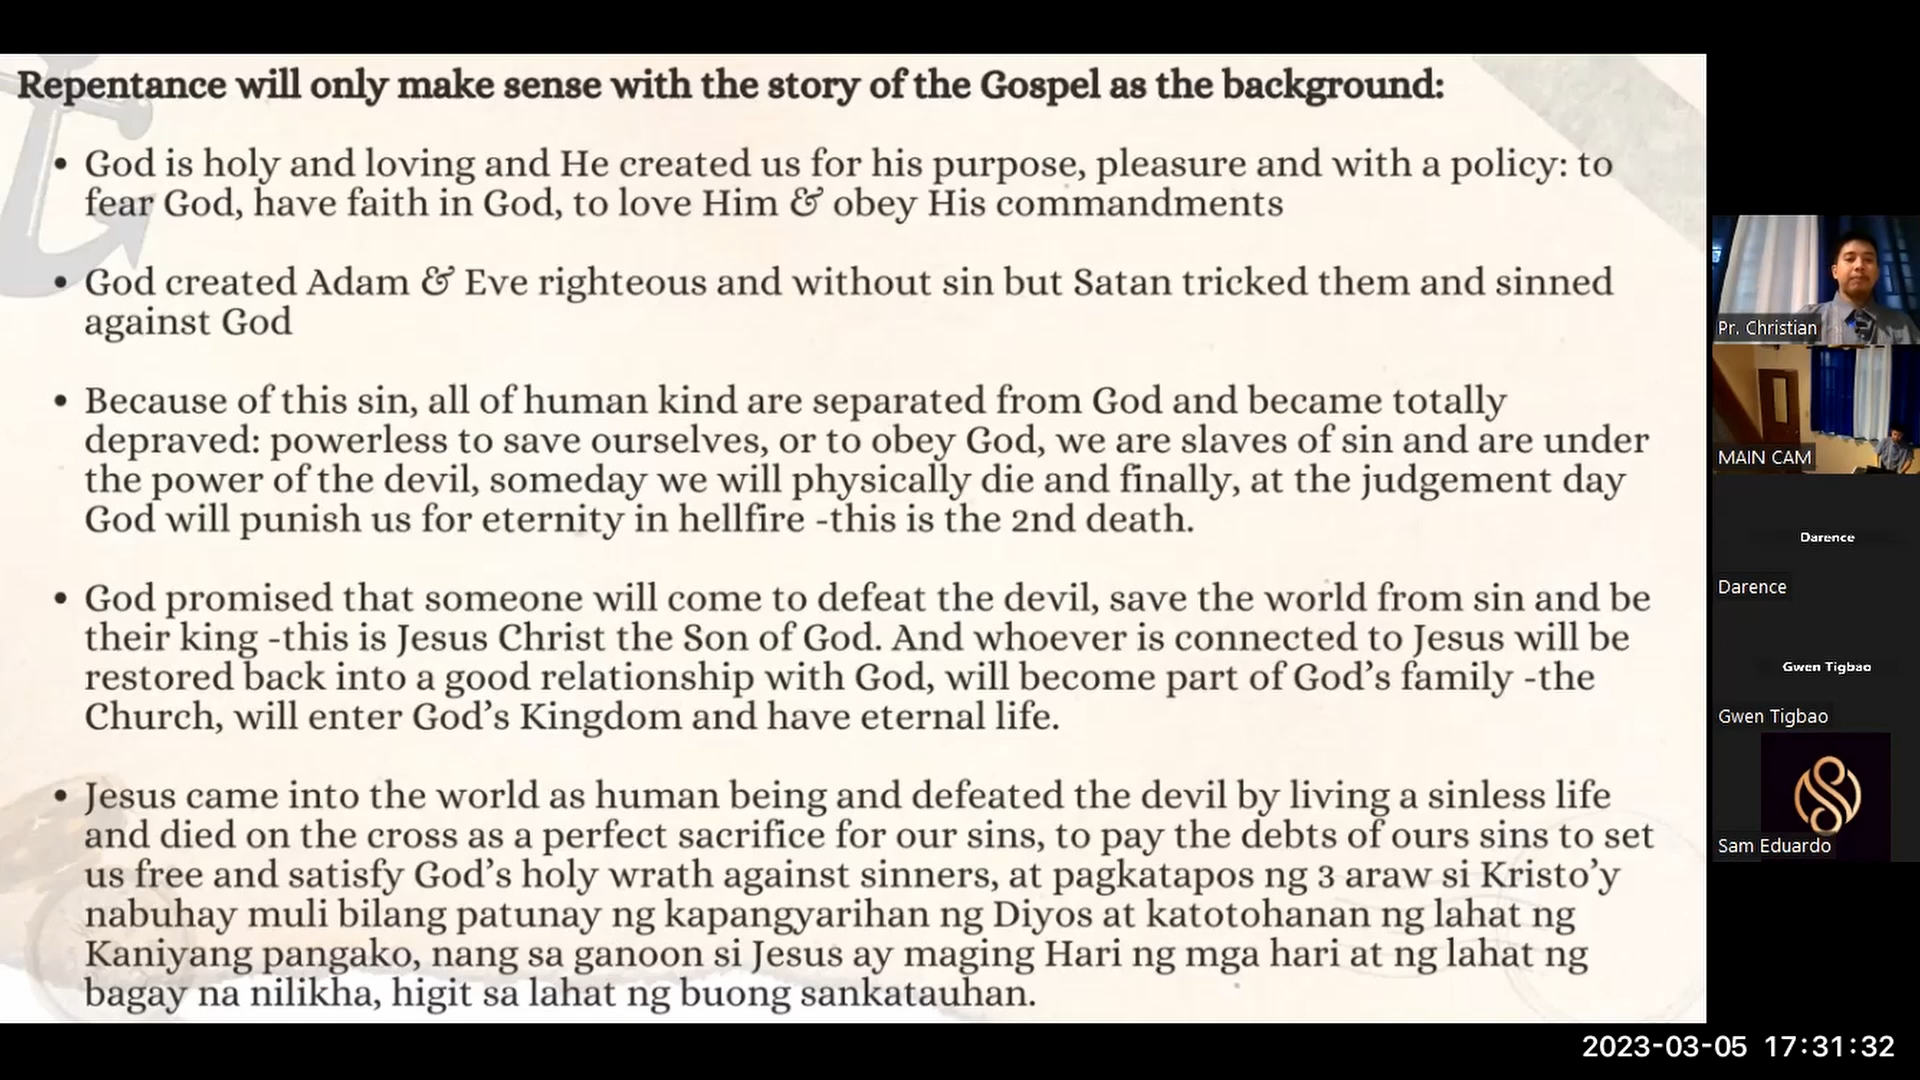 Repentance will only make sense with the story of the Gospel as the background:
• God is holy and loving and He created us for his purpose, pleasure and with a policy: to
fear God, have faith in God, to love Him & obey His commandments
• God created Adam & Eve righteous and without sin but Satan tricked them and sinned
against God
• Because of this sin, all of human kind are separated from God and became totally
depraved: powerless to save ourselves, or to obey God, we are slaves of sin and are under
the power of the devil, someday we will physically die and finally, at the judgement day
God will punish us for eternity in hellfire -this is the 2nd death.
• God promised that someone will come to defeat the devil, save the world from sin and be
their king -this is Jesus Christ the Son of God. And whoever is connected to Jesus will be
restored back into a good relationship with God, will become part of God’s family -the
Church, will enter God’s Kingdom and have eternal life.
• Jesus came into the world as human being and defeated the devil by living a sinless life
and died on the cross as a perfect sacrifice for our sins, to pay the debts of ours sins to set
us free and satisfy God’s holy wrath against sinners, at pagkatapos ng 3 araw si Kristo’y
nabuhay muli bilang patunay ng kapangyarihan ng Diyos at katotohanan ng lahat ng
Kaniyang pangako, nang sa ganoon si Jesus ay maging Hari ng mga hari at ng lahat ng
bagay na nilikha, higit sa lahat ng buong sankatauhan.
Pr. Christian
MAIN CAM
Darence
Darence
Gwen Tigbao
Gwen Tigbao
Sam Eduardo
2023-03-05 17:31:32